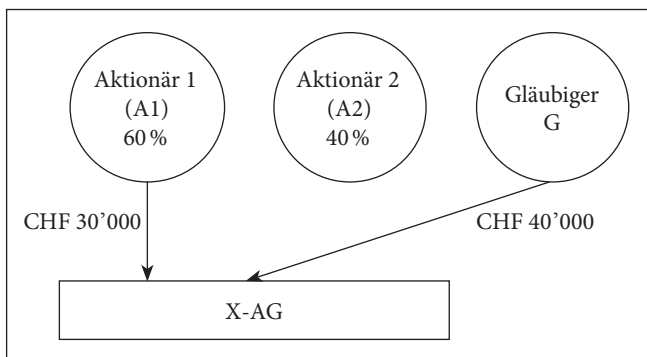 Aktionär 1
(A1)
60 %
Aktionär 2
(A2)
40 %
Gläubiger
G
CHF 30’000
CHF 40’000
X-AG